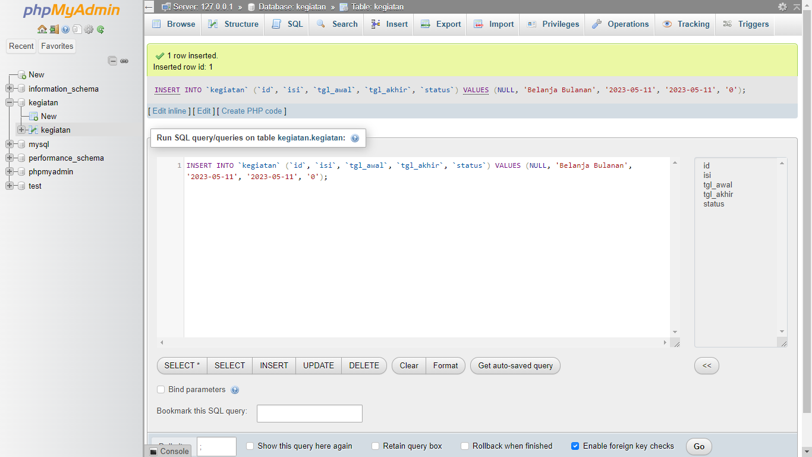 phpMyAdmin
Server: 127.0.0.1 » Database: kegiatan » Table: kegiatan
Browse Structure SQL Search Insert Export Import Privileges Operations Tracking Triggers
Recent Favorites
New
information_schema
kegiatan
New
kegiatan
mysql
performance_schema
phpmyadmin
test
1 row inserted.
Inserted row id: 1
INSERT INTO `kegiatan` (`id`, `isi`, `tgl_awal`, `tgl_akhir`, `status`) VALUES (NULL, 'Belanja Bulanan', '2023-05-11', '2023-05-11', '0');
[ Edit inline ] [ Edit ] [ Create PHP code ]
Run SQL query/queries on table kegiatan.kegiatan:
1 INSERT INTO `kegiatan` (`id`, `isi`, `tgl_awal`, `tgl_akhir`, `status`) VALUES (NULL, 'Belanja Bulanan',
'2023-05-11', '2023-05-11', '0');
id
isi
tgl_awal
tgl_akhir
status
SELECT * SELECT INSERT UPDATE DELETE Clear Format Get auto-saved query <<
Bind parameters
Bookmark this SQL query:
; Show this query here again Retain query box Rollback when finished Enable foreign key checks Go
Console